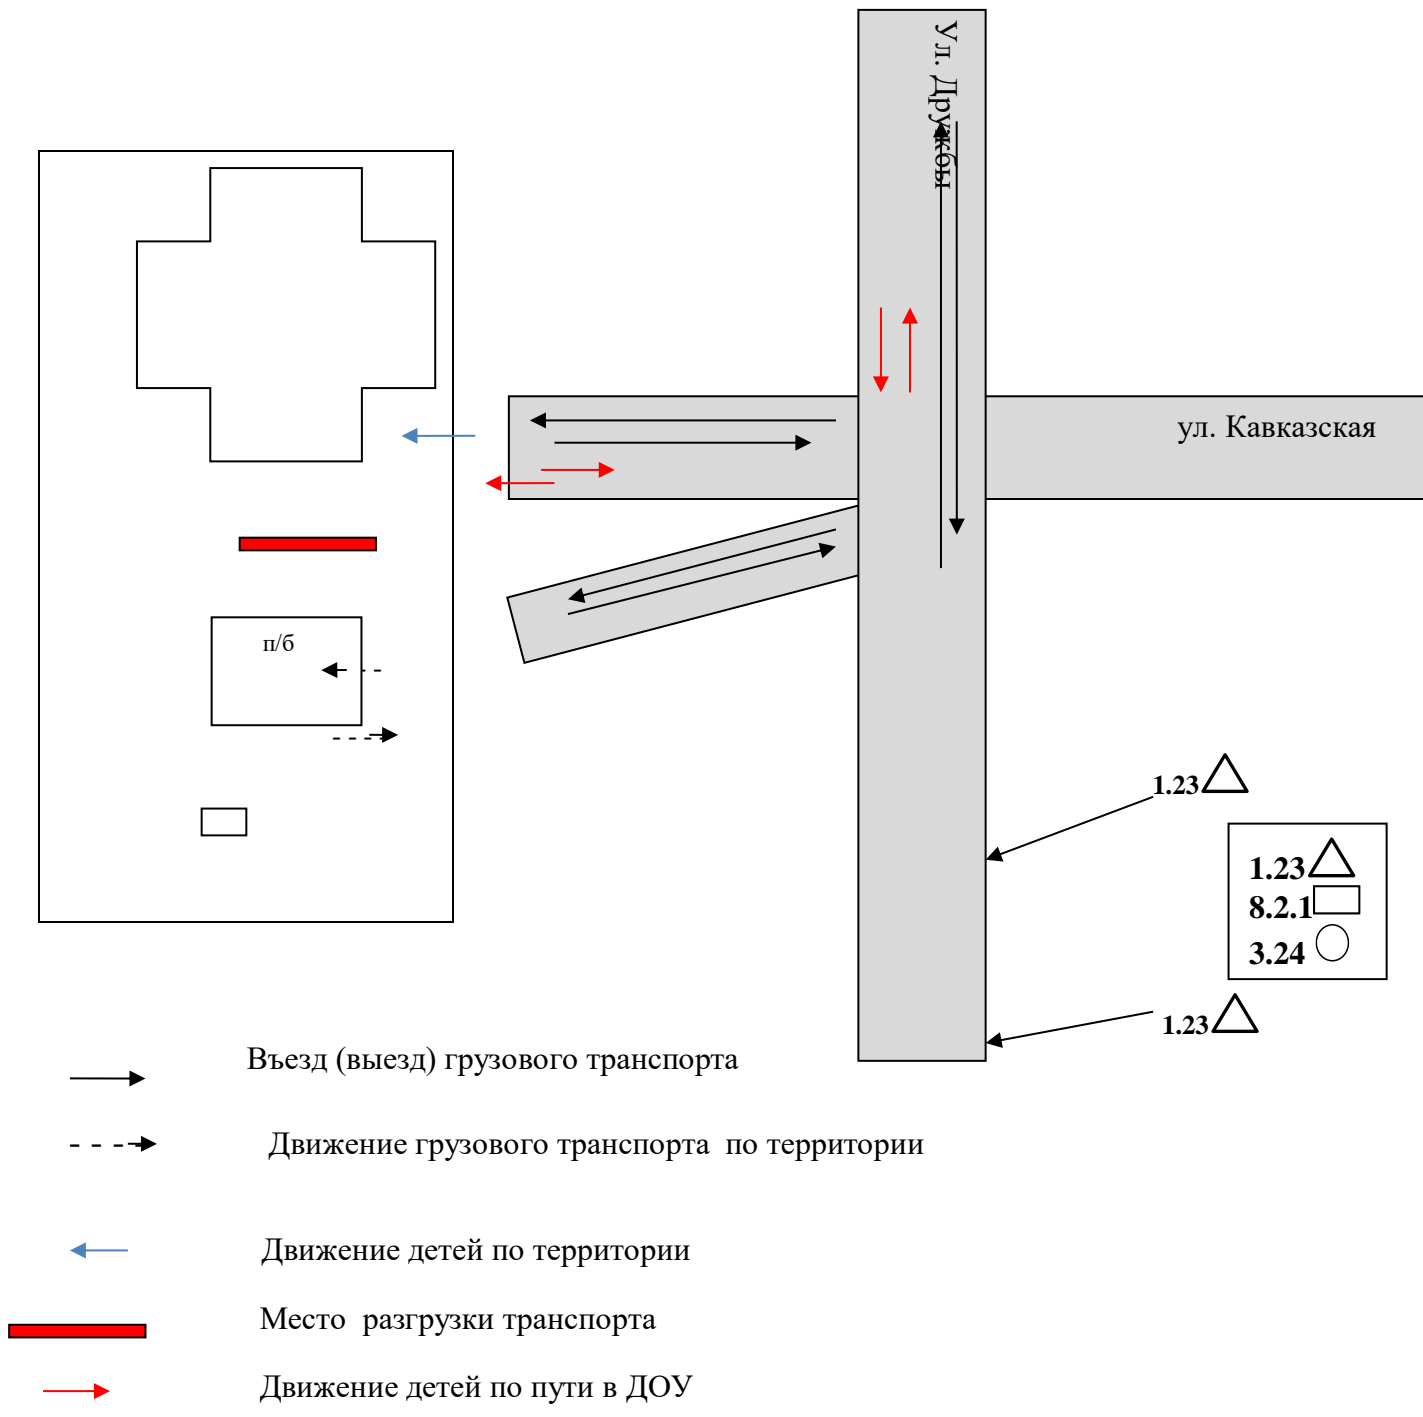 Ул. Дружбы
ул. Кавказская
п/б
1.23
1.23
8.2.1
3.24
1.23
Въезд (выезд) грузового транспорта
Движение грузового транспорта по территории
Движение детей по территории
Место разгрузки транспорта
Движение детей по пути в ДОУ